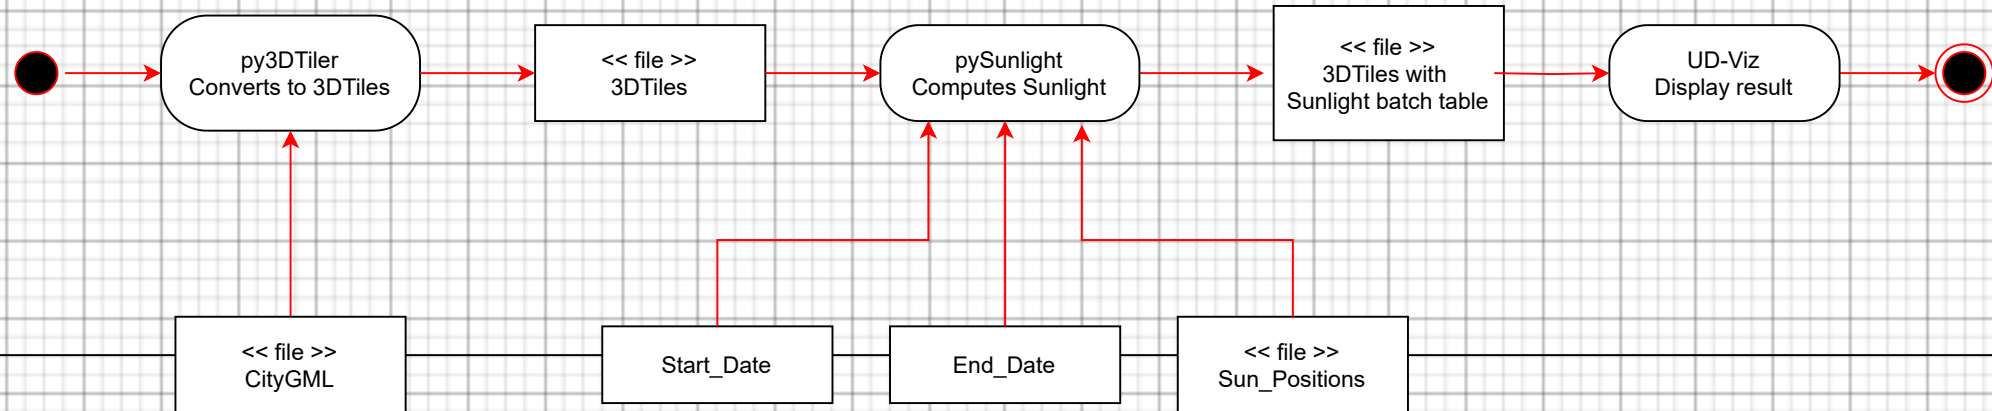 py3DTiler
Converts to 3DTiles
<< file >>
3DTiles
pySunlight
Computes Sunlight
<< file >>
3DTiles with
Sunlight batch table
UD-Viz
Display result
<< file >>
CityGML
Start_Date
End_Date
<< file >>
Sun_Positions